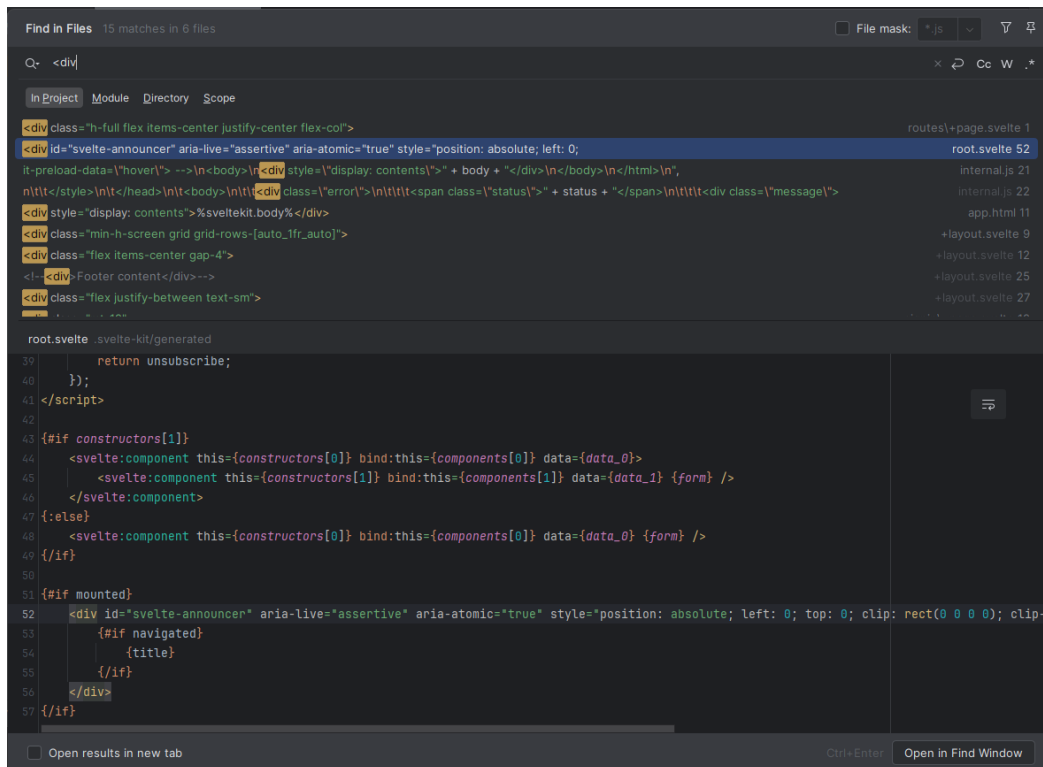 Find in Files 15 matches in 6 files File mask: *.js
<div Cc W .*
In Project Module Directory Scope
<div class="h-full flex items-center justify-center flex-col"> routes\+page.svelte 1
<div id="svelte-announcer" aria-live="assertive" aria-atomic="true" style="position: absolute; left: 0; root.svelte 52
it-preload-data=\"hover\"> -->\n<body>\n<div style=\"display: contents\">" + body + "</div>\n</body>\n</html>\n", internal.js 21
n\t\t</style>\n\t</head>\n\t<body>\n\t\t<div class=\"error\">\n\t\t\t<span class=\"status\">" + status + "</span>\n\t\t\t<div class=\"message\"> internal.js 22
<div style="display: contents">%sveltekit.body%</div> app.html 11
<div class="min-h-screen grid grid-rows-[auto_1fr_auto]"> +layout.svelte 9
<div class="flex items-center gap-4"> +layout.svelte 12
<!--<div>Footer content</div>--> +layout.svelte 25
<div class="flex justify-between text-sm"> +layout.svelte 27
root.svelte .svelte-kit/generated
39 return unsubscribe;
40 });
41 </script>
42
43 {#if constructors[1]}
44 <svelte:component this={constructors[0]} bind:this={components[0]} data={data_0}>
45 <svelte:component this={constructors[1]} bind:this={components[1]} data={data_1} {form} />
46 </svelte:component>
47 {:else}
48 <svelte:component this={constructors[0]} bind:this={components[0]} data={data_0} {form} />
49 {/if}
50
51 {#if mounted}
52 <div id="svelte-announcer" aria-live="assertive" aria-atomic="true" style="position: absolute; left: 0; top: 0; clip: rect(0 0 0 0); clip-
53 {#if navigated}
54 {title}
55 {/if}
56 </div>
57 {/if}
Open results in new tab Ctrl+Enter Open in Find Window